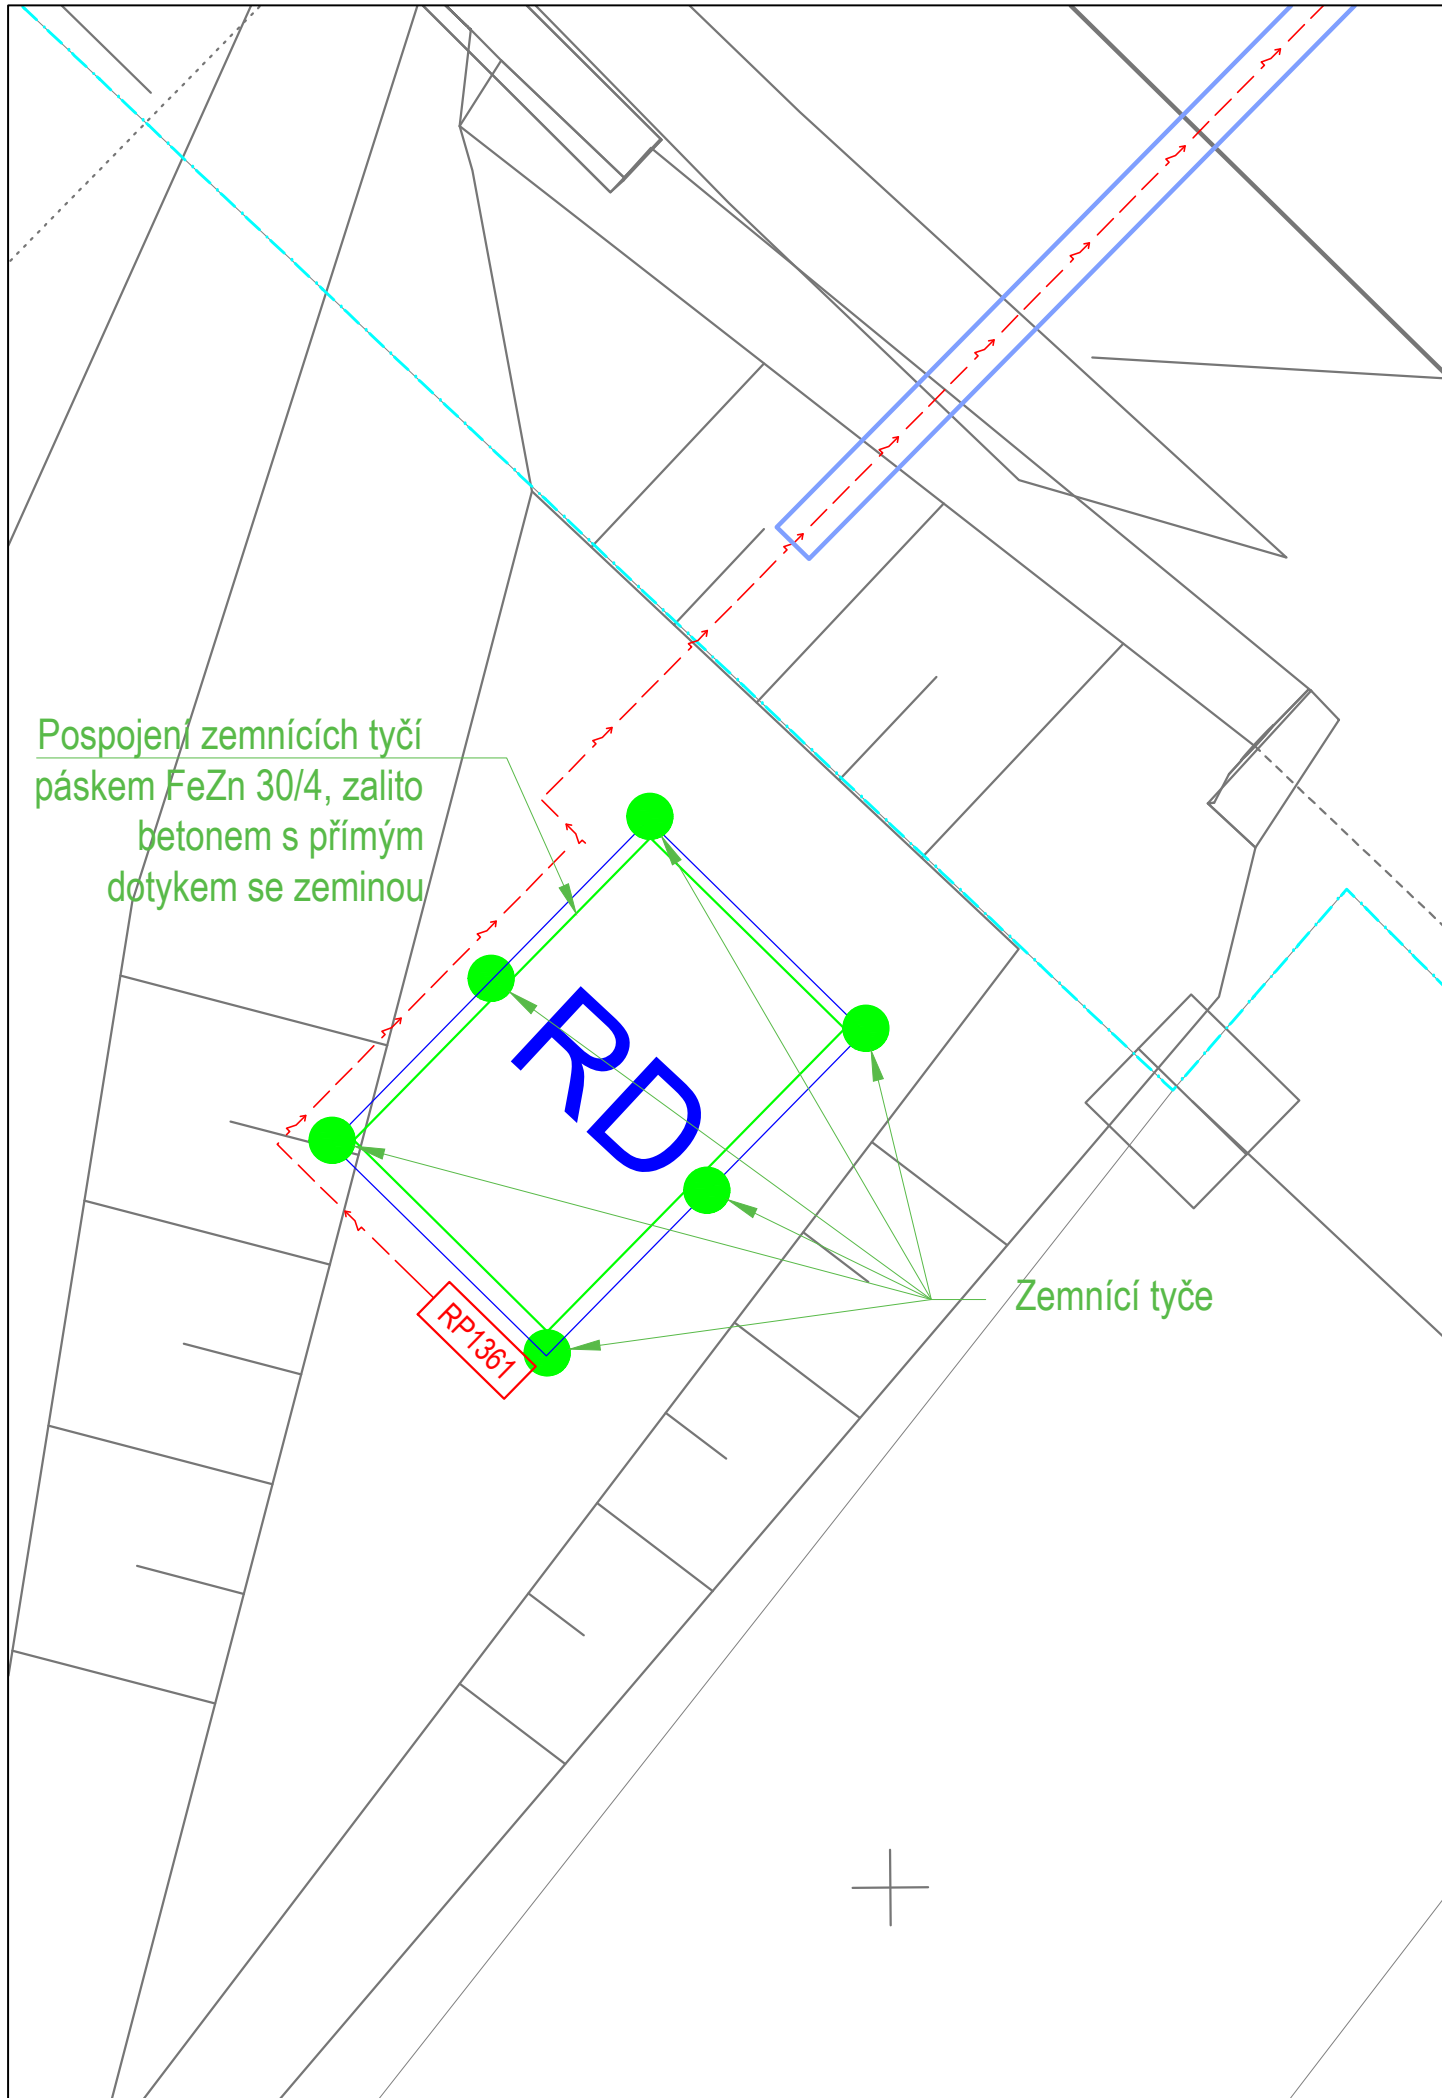 Pospojení zemnících tyčí
páskem FeZn 30/4, zalito
betonem s přímým
dotykem se zeminou
RD
Zemnící tyče
RP1361